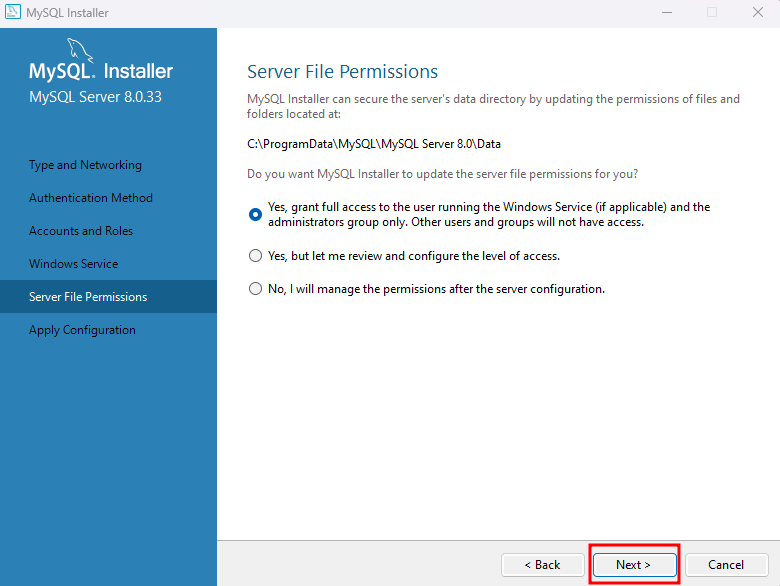 MySQL Installer
MySQL. Installer
MySQL Server 8.0.33
Type and Networking
Authentication Method
Accounts and Roles
Windows Service
Server File Permissions
Apply Configuration
Server File Permissions
MySQL Installer can secure the server's data directory by updating the permissions of files and
folders located at:
C:\ProgramData\MySQL\MySQL Server 8.0\Data
Do you want MySQL Installer to update the server file permissions for you?
Yes, grant full access to the user running the Windows Service (if applicable) and the
administrators group only. Other users and groups will not have access.
Yes, but let me review and configure the level of access.
No, I will manage the permissions after the server configuration.
< Back
Next >
Cancel